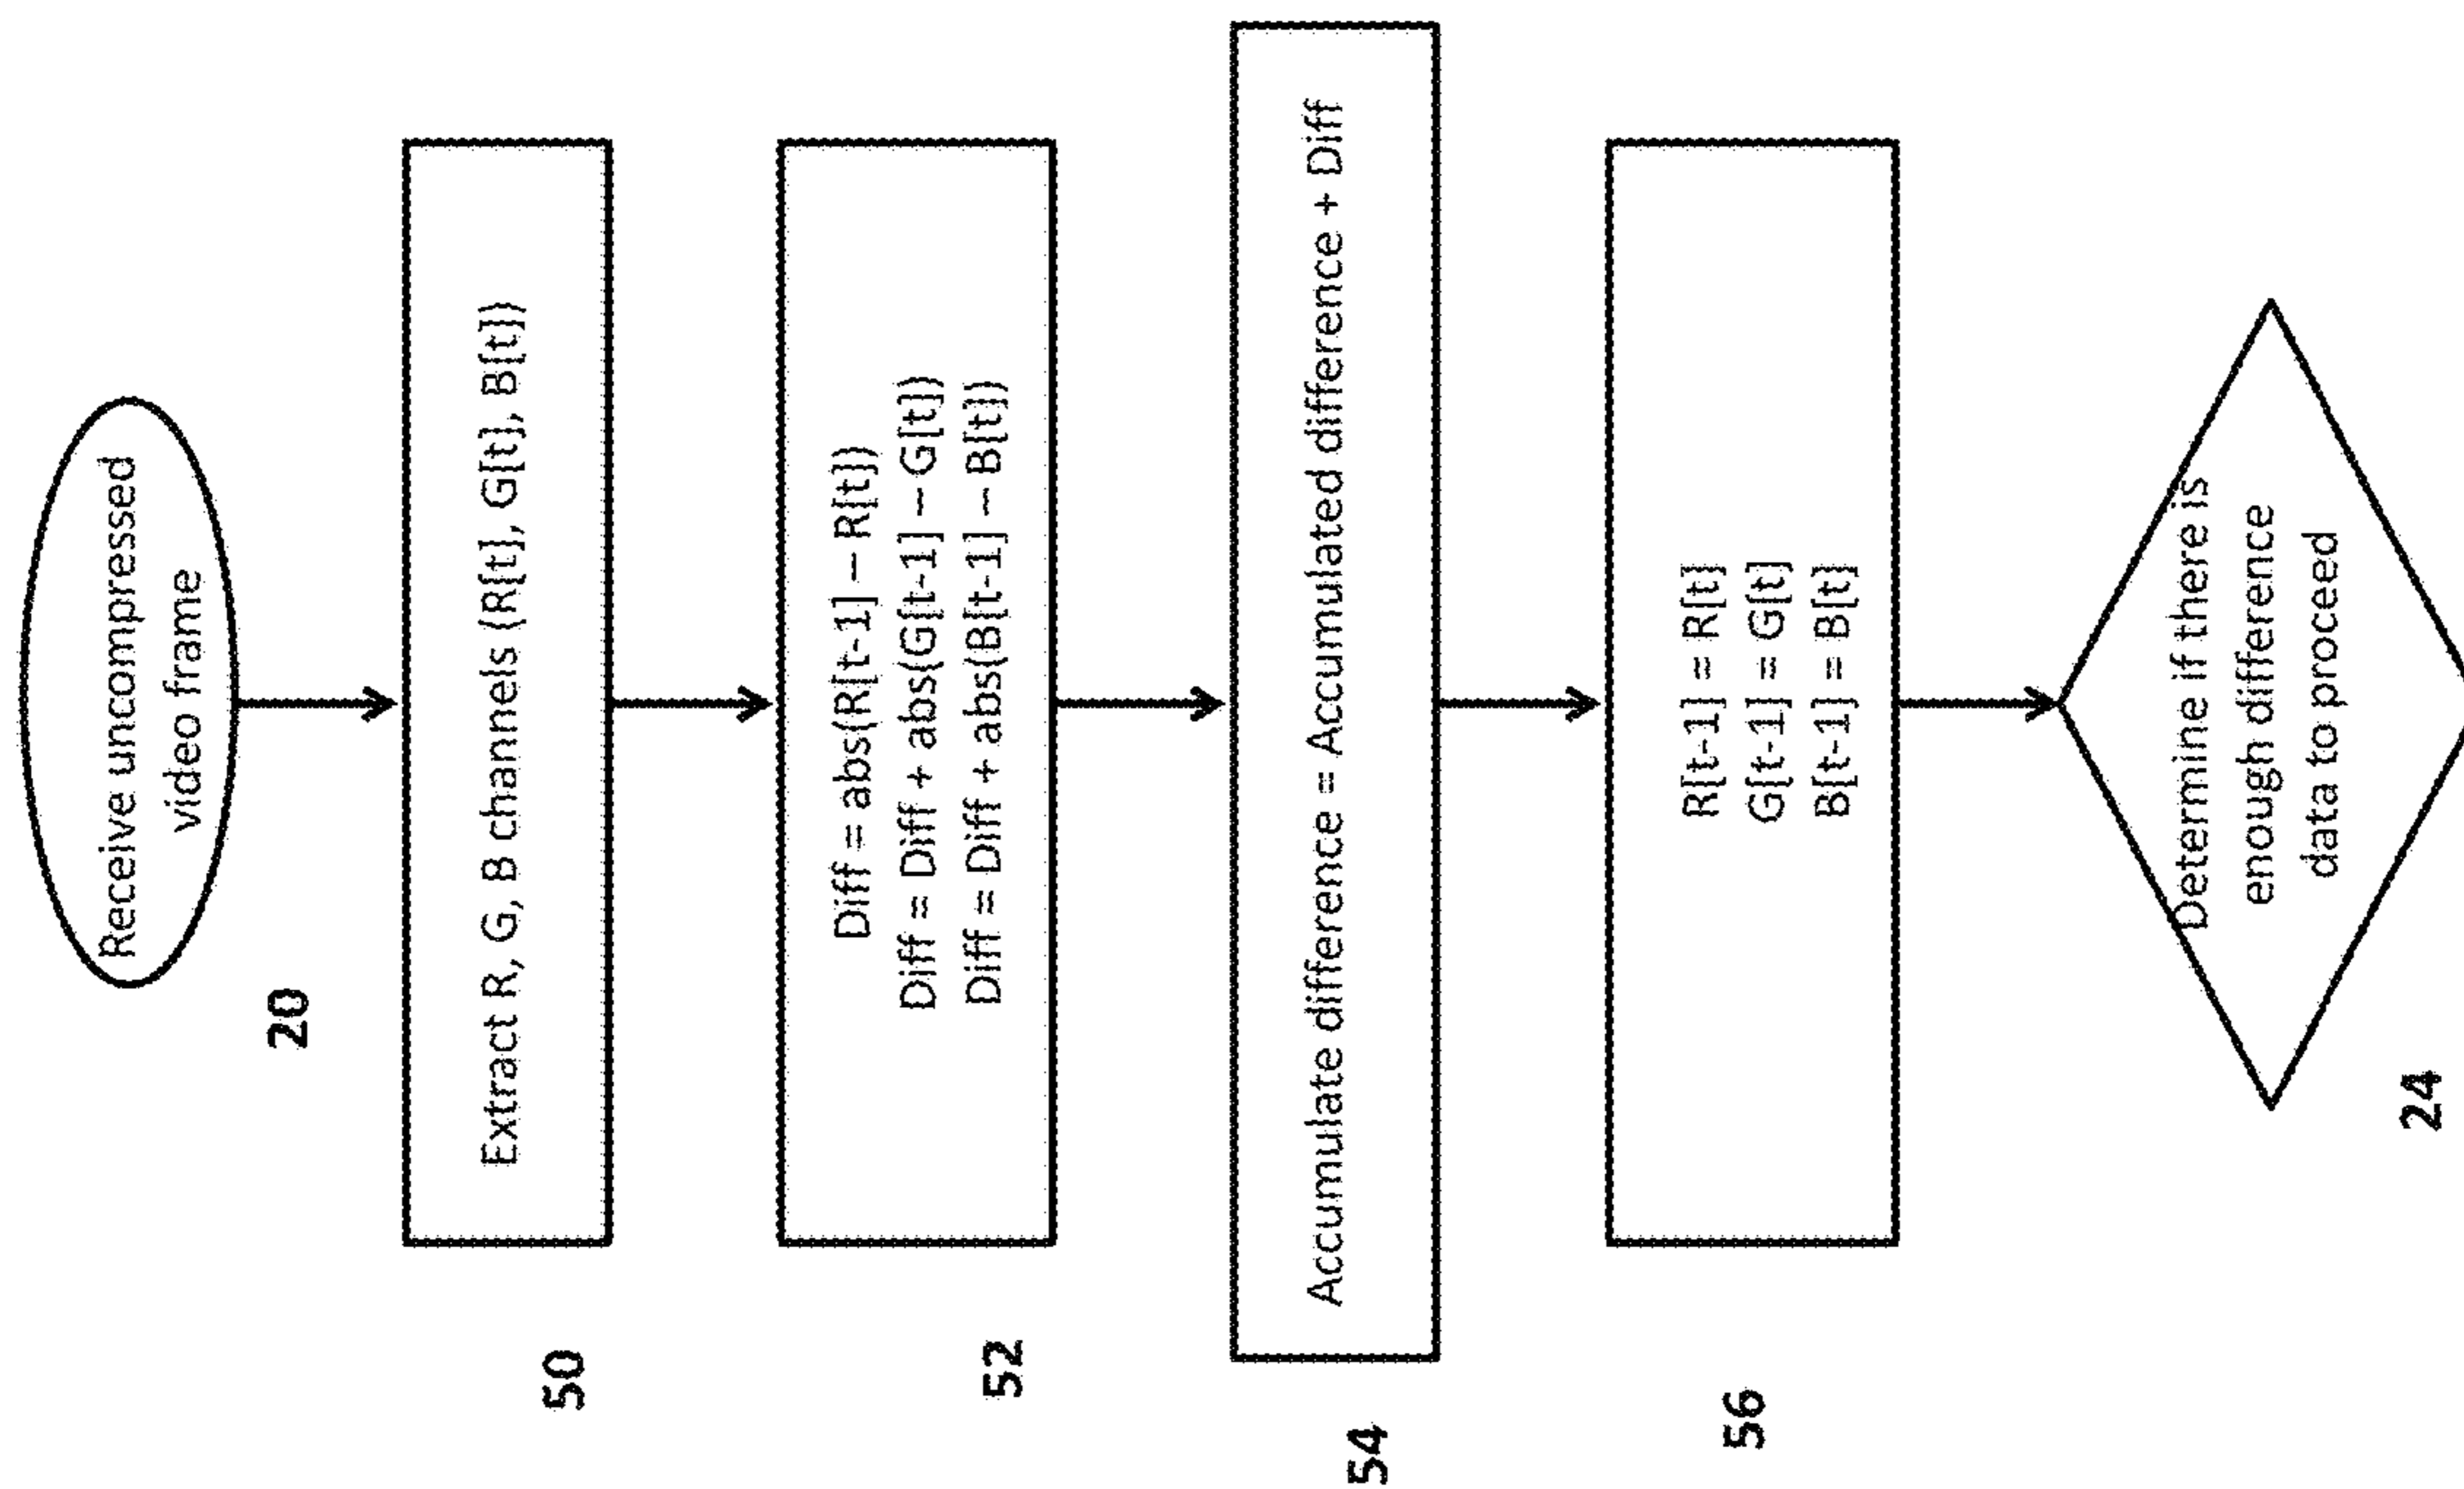 Receive uncompressed
video frame
20
Extract R, G, B channels (R[t], G[t], B[t])
50
Diff = abs(R[t-1] – R[t])
Diff = Diff + abs(G[t-1] – G[t])
Diff = Diff + abs(B[t-1] – B[t])
52
Accumulate difference = Accumulated difference + Diff
54
R[t-1] = R[t]
G[t-1] = G[t]
B[t-1] = B[t]
56
Determine if there is
enough difference
data to proceed
24